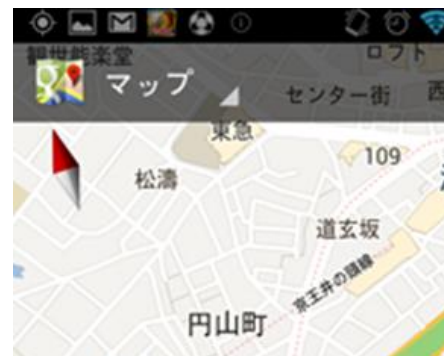 観世能楽堂
ロフト
マップ
センター街
西
東急
109
松濤
道玄坂
京王井の頭線
円山町